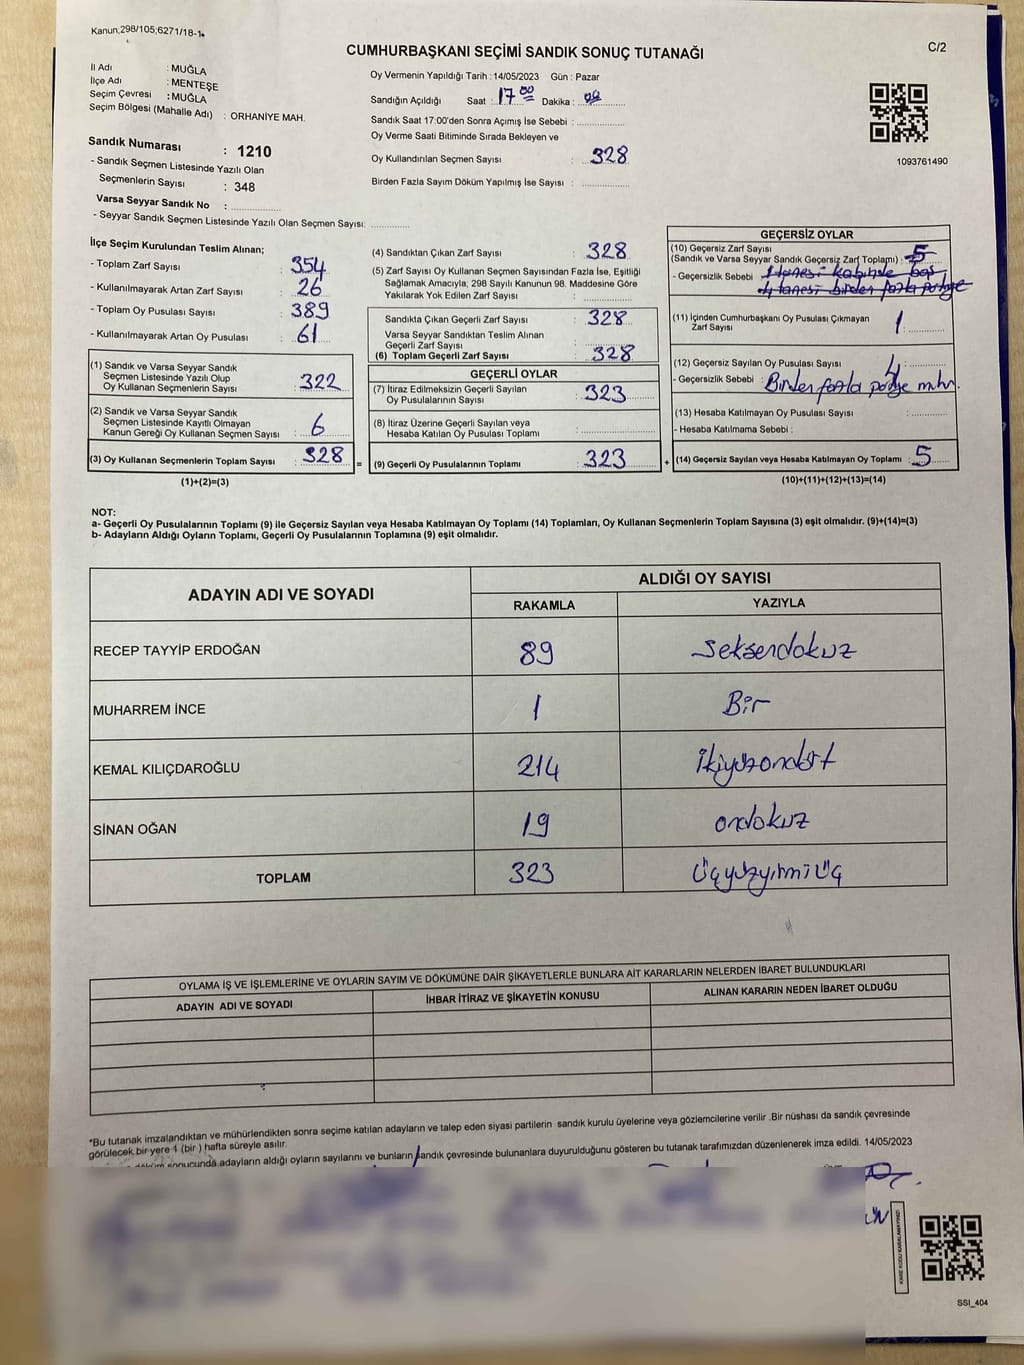 Kanun;298/105;6271/18-1
CUMHURBAŞKANI SEÇİMİ SANDIK SONUÇ TUTANAĞI
C/2
İl Adı : MUĞLA
İlçe Adı : MENTEŞE
Seçim Çevresi : MUĞLA
Seçim Bölgesi (Mahalle Adı) : ORHANİYE MAH.
Sandık Numarası : 1210
- Sandık Seçmen Listesinde Yazılı Olan
Seçmenlerin Sayısı : 348
Varsa Seyyar Sandık No :
- Seyyar Sandık Seçmen Listesinde Yazılı Olan Seçmen Sayısı:
Oy Vermenin Yapıldığı Tarih : 14/05/2023 Gün : Pazar
Sandığın Açıldığı Saat : 17 00 Dakika :
Sandık Saat 17:00'den Sonra Açımış İse Sebebi :
Oy Verme Saati Bitiminde Sırada Bekleyen ve
Oy Kullandırılan Seçmen Sayısı : 328
Birden Fazla Sayım Döküm Yapılmış İse Sayısı :
1093761490
İlçe Seçim Kurulundan Teslim Alınan;
- Toplam Zarf Sayısı : 354
- Kullanılmayarak Artan Zarf Sayısı : 26
- Toplam Oy Pusulası Sayısı : 389
- Kullanılmayarak Artan Oy Pusulası : 61
(1) Sandık ve Varsa Seyyar Sandık
Seçmen Listesinde Yazılı Olup
Oy Kullanan Seçmenlerin Sayısı : 322
(2) Sandık ve Varsa Seyyar Sandık
Seçmen Listesinde Kayıtlı Olmayan
Kanun Gereği Oy Kullanan Seçmen Sayısı : 6
(3) Oy Kullanan Seçmenlerin Toplam Sayısı : 328
(1)+(2)=(3)
(4) Sandıktan Çıkan Zarf Sayısı : 328
(5) Zarf Sayısı Oy Kullanan Seçmen Sayısından Fazla İse, Eşitliği
Sağlamak Amacıyla, 298 Sayılı Kanunun 98. Maddesine Göre
Yakılarak Yok Edilen Zarf Sayısı :
Sandıkta Çıkan Geçerli Zarf Sayısı : 328
Varsa Seyyar Sandıktan Teslim Alınan
Geçerli Zarf Sayısı :
(6) Toplam Geçerli Zarf Sayısı : 328
GEÇERLİ OYLAR
(7) İtiraz Edilmeksizin Geçerli Sayılan
Oy Pusulalarının Sayısı : 323
(8) İtiraz Üzerine Geçerli Sayılan veya
Hesaba Katılan Oy Pusulası Toplamı :
= (9) Geçerli Oy Pusulalarının Toplamı : 323 +
GEÇERSİZ OYLAR
(10) Geçersiz Zarf Sayısı
(Sandık ve Varsa Seyyar Sandık Geçersiz Zarf Toplamı) : 5
- Geçersizlik Sebebi : 1 tanesi kabinde boş
4 tanesi birden fazla partiye
(11) İçinden Cumhurbaşkanı Oy Pusulası Çıkmayan
Zarf Sayısı : 1
(12) Geçersiz Sayılan Oy Pusulası Sayısı : 4
- Geçersizlik Sebebi : Birden fazla
(13) Hesaba Katılmayan Oy Pusulası Sayısı :
- Hesaba Katılmama Sebebi :
(14) Geçersiz Sayılan veya Hesaba Katılmayan Oy Toplamı : 5
(10)+(11)+(12)+(13)=(14)
NOT:
a- Geçerli Oy Pusulalarının Toplamı (9) ile Geçersiz Sayılan veya Hesaba Katılmayan Oy Toplamı (14) Toplamları, Oy Kullanan Seçmenlerin Toplam Sayısına (3) eşit olmalıdır. (9)+(14)=(3)
b- Adayların Aldığı Oyların Toplamı, Geçerli Oy Pusulalarının Toplamına (9) eşit olmalıdır.
ADAYIN ADI VE SOYADI
ALDIĞI OY SAYISI
RAKAMLA YAZIYLA
RECEP TAYYİP ERDOĞAN 89 seksendokuz
MUHARREM İNCE 1 Bir
KEMAL KILIÇDAROĞLU 214 ikiyüzondört
SİNAN OĞAN 19 ondokuz
TOPLAM 323 Üçyüzyirmi Üç
OYLAMA İŞ VE İŞLEMLERİNE VE OYLARIN SAYIM VE DÖKÜMÜNE DAİR ŞİKAYETLERLE BUNLARA AİT KARARLARIN NELERDEN İBARET BULUNDUKLARI
ADAYIN ADI VE SOYADI İHBAR İTİRAZ VE ŞİKAYETİN KONUSU ALINAN KARARIN NEDEN İBARET OLDUĞU
*Bu tutanak imzalandıktan ve mühürlendikten sonra seçime katılan adayların ve talep eden siyasi partilerin sandık kurulu üyelerine veya gözlemcilerine verilir .Bir nüshası da sandık çevresinde
görülecek bir yere 1 (bir ) hafta süreyle asılır.
sonucunda adayların aldığı oyların sayılarını ve bunların sandık çevresinde bulunanlara duyurulduğunu gösteren bu tutanak tarafımızdan düzenlenerek imza edildi. 14/05/2023
KARE KODU KARALAMAYINIZ!
SSI_404